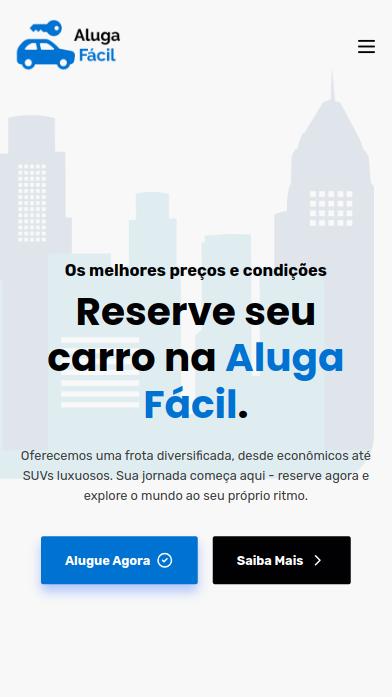 Aluga
Fácil
Os melhores preços e condições
Reserve seu
carro na Aluga
Fácil.
Oferecemos uma frota diversificada, desde econômicos até
SUVs luxuosos. Sua jornada começa aqui - reserve agora e
explore o mundo ao seu próprio ritmo.
Alugue Agora
Saiba Mais